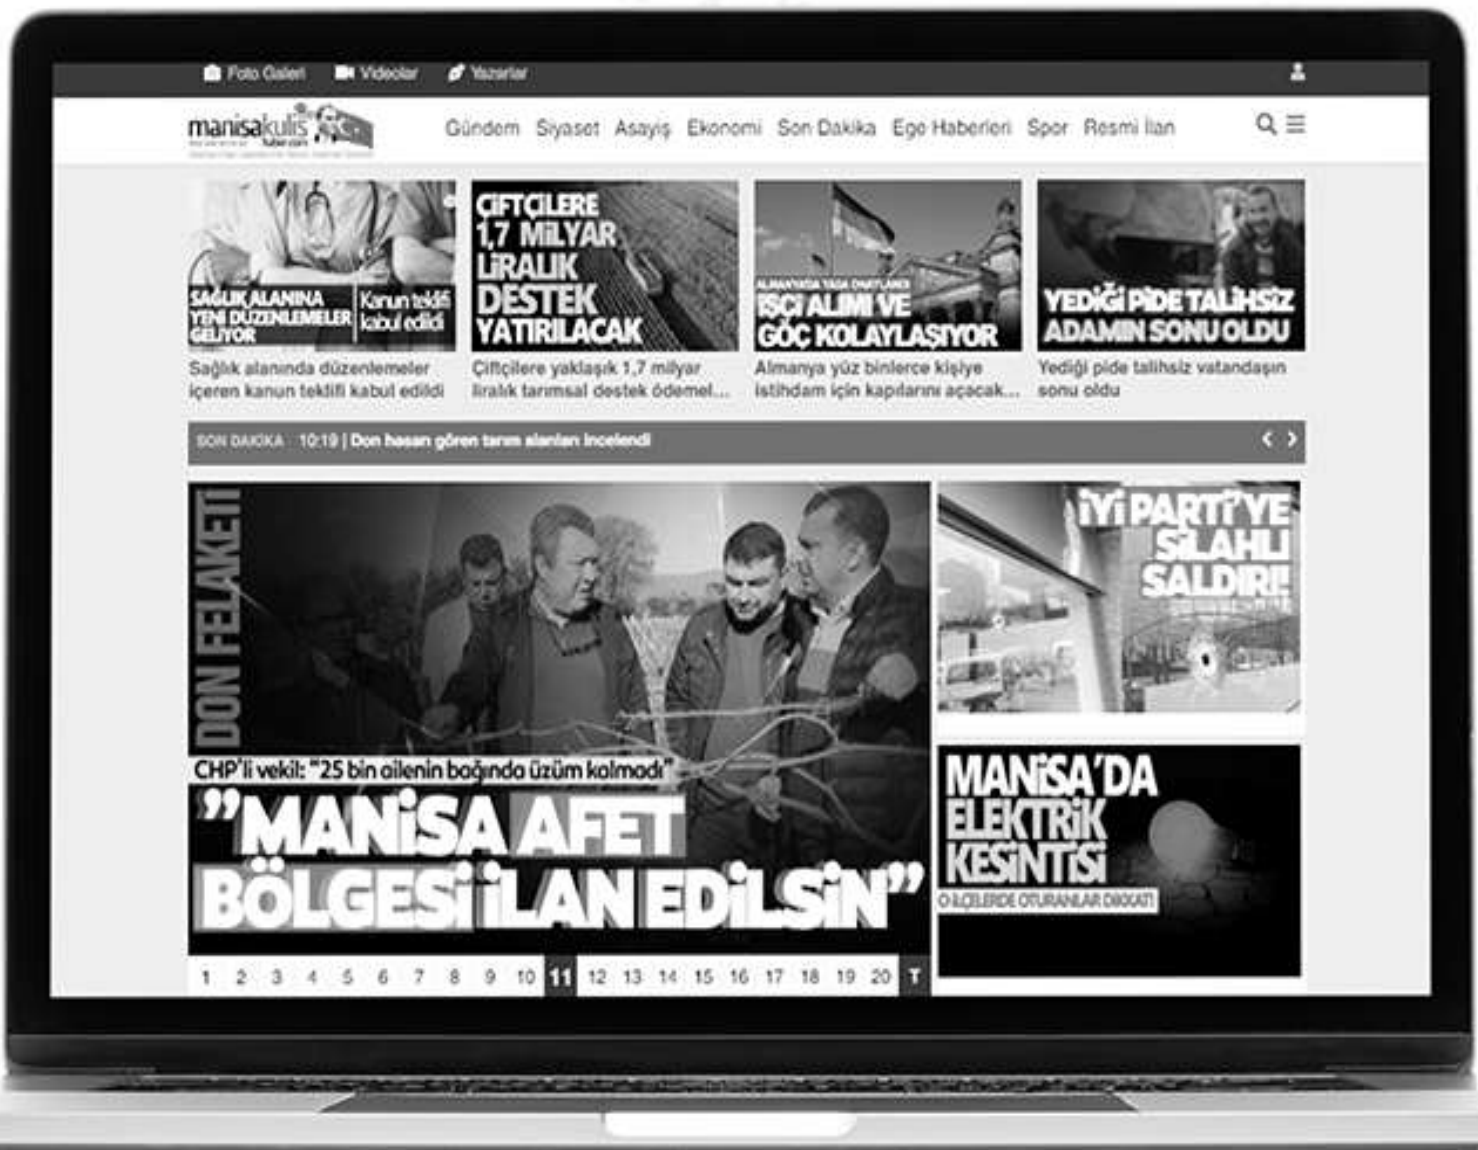 Foto Galeri Videolar Yazarlar
manisakulis
haber.com
Gündem Siyaset Asayiş Ekonomi Son Dakika Ege Haberleri Spor Resmi İlan
SAĞLIK ALANINA
YENİ DÜZENLEMELER
GELİYOR
Kanun teklifi
kabul edildi
Sağlık alanında düzenlemeler
içeren kanun teklifi kabul edildi
ÇİFTÇİLERE
1,7 MİLYAR
LİRALIK
DESTEK
YATIRILACAK
Çiftçilere yaklaşık 1,7 milyar
liralık tarımsal destek ödemel...
ALMANYA'DA YASA ONAYLANDI
İŞÇİ ALIMI VE
GÖÇ KOLAYLAŞIYOR
Almanya yüz binlerce kişiye
istihdam için kapılarını açacak...
YEDİĞİ PİDE TALİHSİZ
ADAMIN SONU OLDU
Yediği pide talihsiz vatandaşın
sonu oldu
SON DAKİKA 10:19 | Don hasarı gören tarım alanları incelendi
DON FELAKETİ
CHP'li vekil: "25 bin ailenin bağında üzüm kalmadı"
"MANİSA AFET
BÖLGESİ İLAN EDİLSİN"
1 2 3 4 5 6 7 8 9 10 11 12 13 14 15 16 17 18 19 20 T
İYİ PARTİ'YE
SİLAHLI
SALDIRI!
MANİSA'DA
ELEKTRİK
KESİNTİSİ
O İLÇELERDE OTURANLAR DİKKAT!